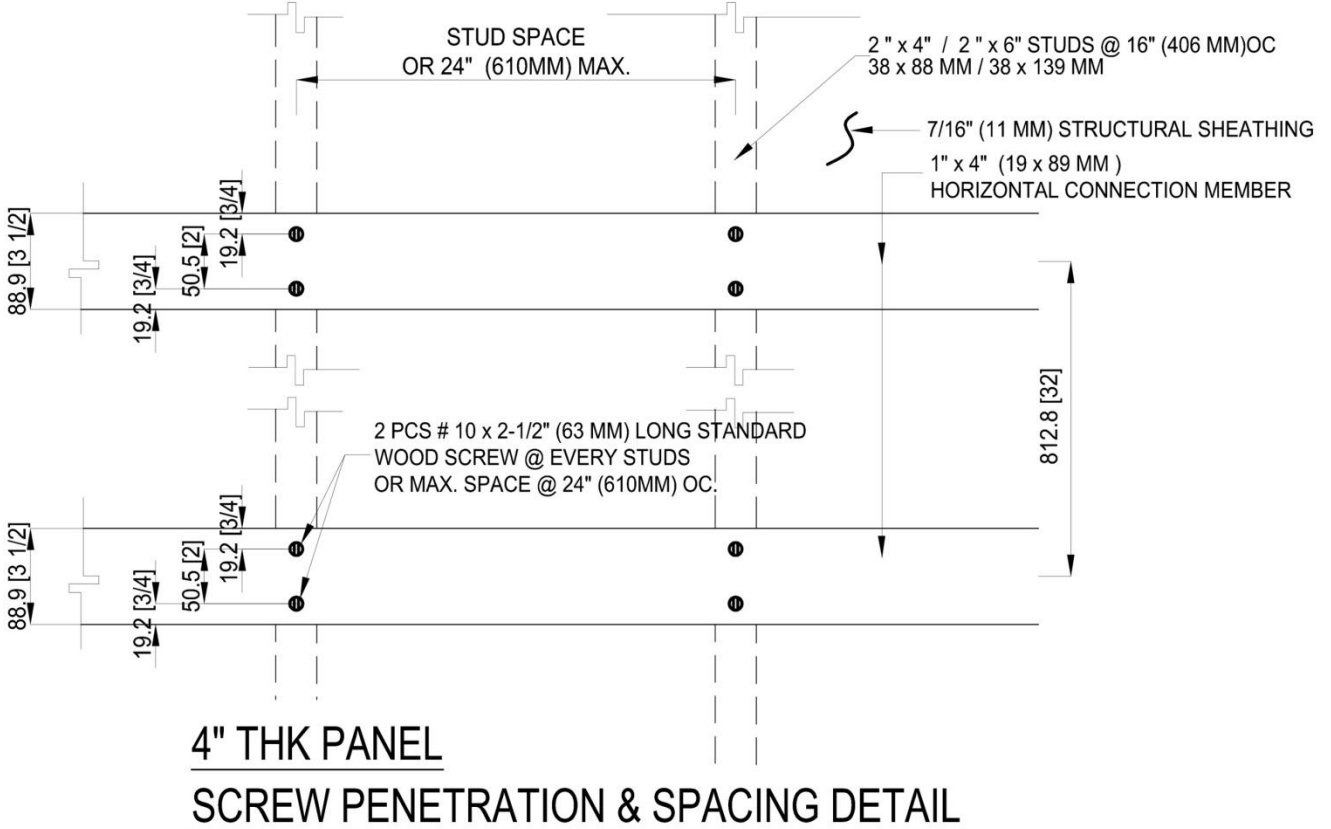 STUD SPACE
OR 24" (610MM) MAX.
2 " x 4" / 2 " x 6" STUDS @ 16" (406 MM)OC
38 x 88 MM / 38 x 139 MM
7/16" (11 MM) STRUCTURAL SHEATHING
1" x 4" (19 x 89 MM )
HORIZONTAL CONNECTION MEMBER
88.9 [3 1/2]
19.2 [3/4]
50.5 [2]
19.2 [3/4]
812.8 [32]
2 PCS # 10 x 2-1/2" (63 MM) LONG STANDARD
WOOD SCREW @ EVERY STUDS
OR MAX. SPACE @ 24" (610MM) OC.
88.9 [3 1/2]
19.2 [3/4]
50.5 [2]
19.2 [3/4]
4" THK PANEL
SCREW PENETRATION & SPACING DETAIL